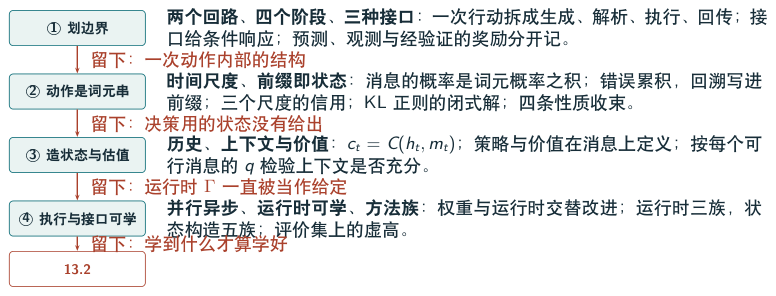 ① 划边界
两个回路、四个阶段、三种接口：一次行动拆成生成、解析、执行、回传；接
口给条件响应；预测、观测与经验证的奖励分开记。
留下：一次动作内部的结构
② 动作是词元串
时间尺度、前缀即状态：消息的概率是词元概率之积；错误累积，回溯写进
前缀；三个尺度的信用；KL 正则的闭式解；四条性质收束。
留下：决策用的状态没有给出
③ 造状态与估值
历史、上下文与价值：c_t = C(h_t, m_t)；策略与价值在消息上定义；按每个可
行消息的 q 检验上下文是否充分。
留下：运行时 Γ 一直被当作给定
④ 执行与接口可学
并行异步、运行时可学、方法族：权重与运行时交替改进；运行时三族，状
态构造五族；评价集上的虚高。
留下：学到什么才算学好
13.2